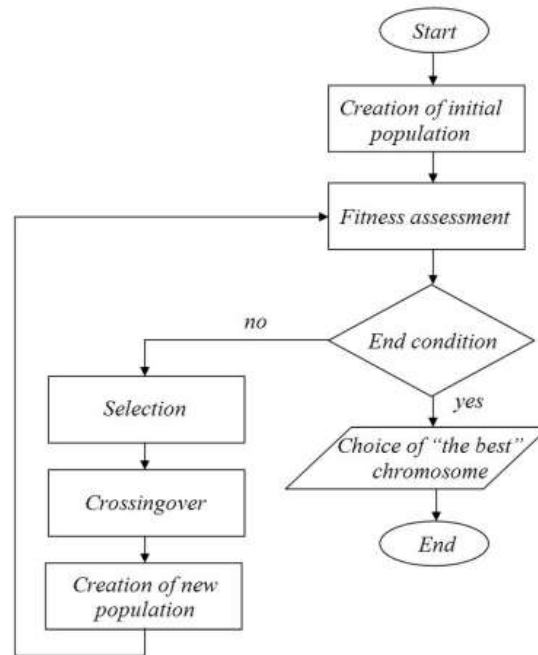 Start
Creation of initial
population
Fitness assessment
End condition
no
yes
Selection
Choice of “the best”
chromosome
Crossingover
End
Creation of new
population